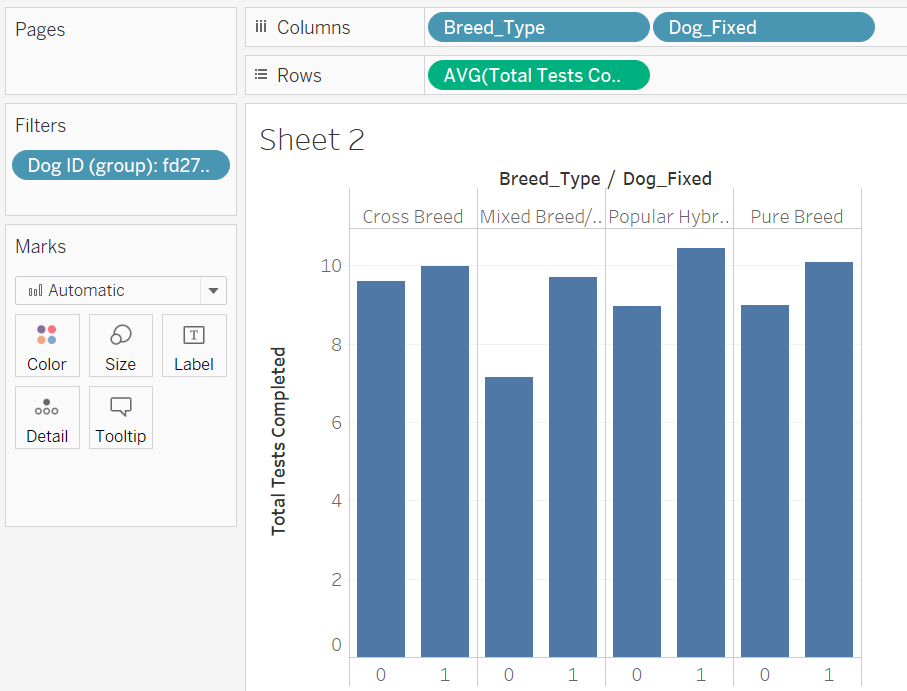 Pages
Columns
Breed_Type
Dog_Fixed
Rows
AVG(Total Tests Co..
Filters
Dog ID (group): fd27..
Marks
Automatic
Color
Size
T
Label
Detail
Tooltip
Sheet 2
Breed_Type / Dog_Fixed
Cross Breed
Mixed Breed/..
Popular Hybr..
Pure Breed
Total Tests Completed
10
8
6
4
2
0
0 1 0 1 0 1 0 1